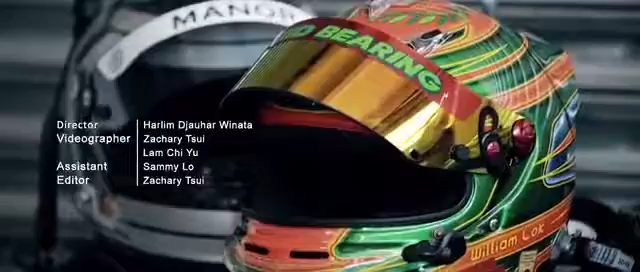 MANOR
D BEARING
Director Harlim Djauhar Winata
Videographer Zachary Tsui
Lam Chi Yu
Assistant Sammy Lo
Editor Zachary Tsui
William Lok